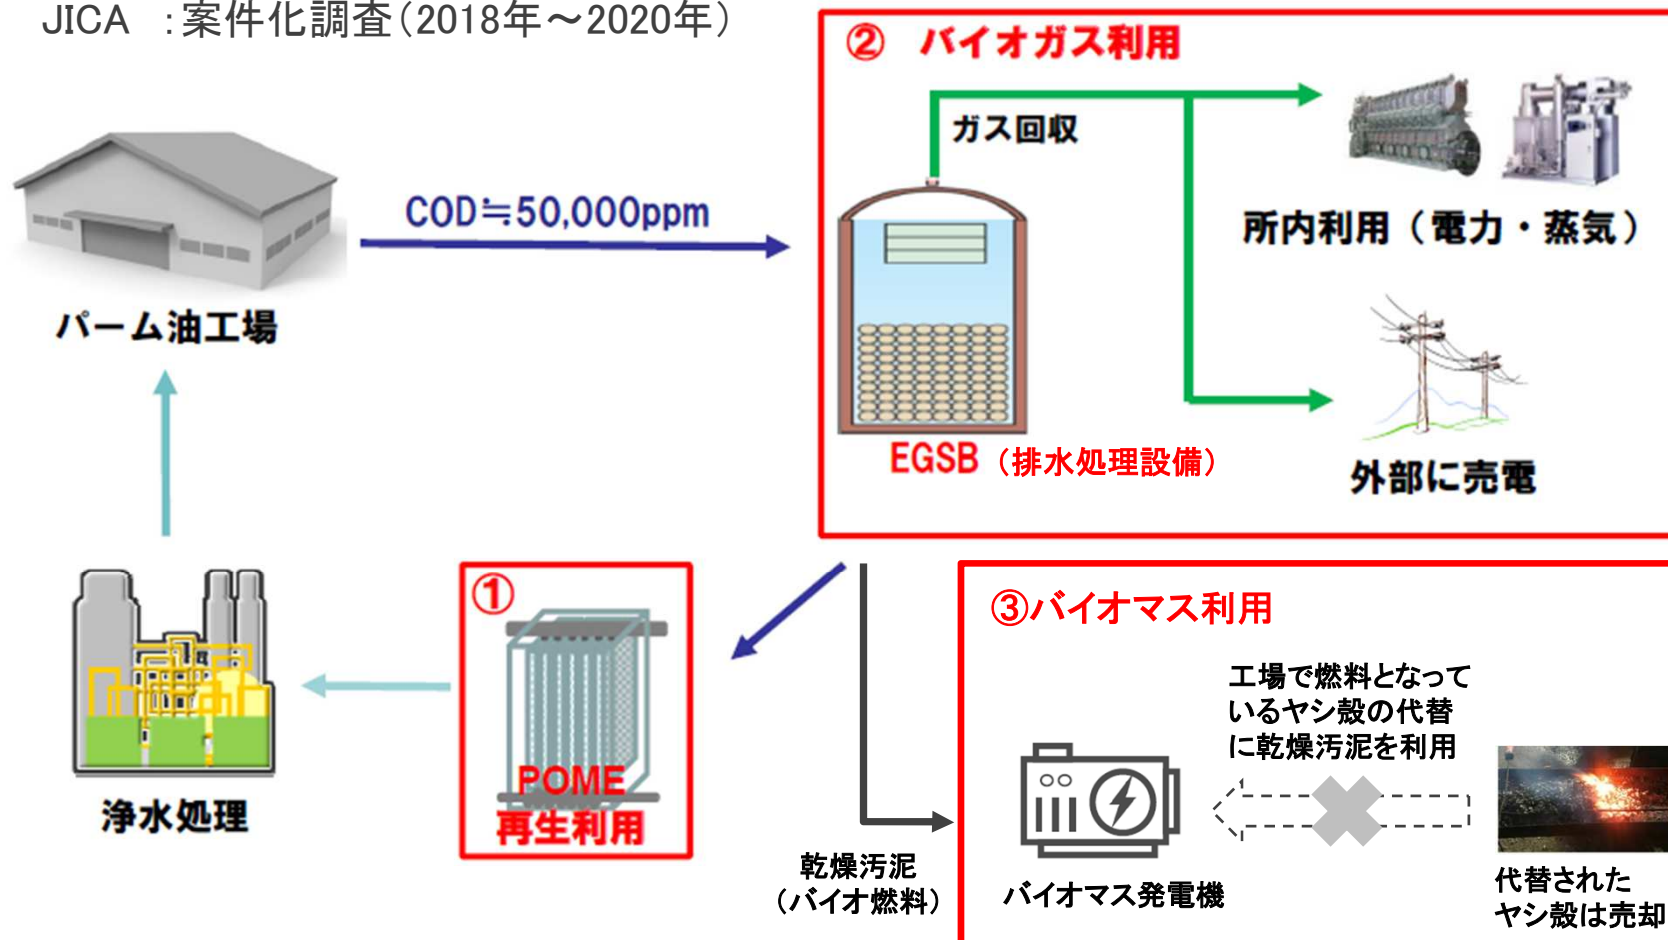 JICA ：案件化調査（2018年～2020年）
② バイオガス利用
ガス回収
COD≒50,000ppm
所内利用（電力・蒸気）
パーム油工場
EGSB（排水処理設備）
外部に売電
①
POME
再生利用
浄水処理
③バイオマス利用
工場で燃料となって
いるヤシ殻の代替
に乾燥汚泥を利用
乾燥汚泥
（バイオ燃料）
バイオマス発電機
代替された
ヤシ殻は売却